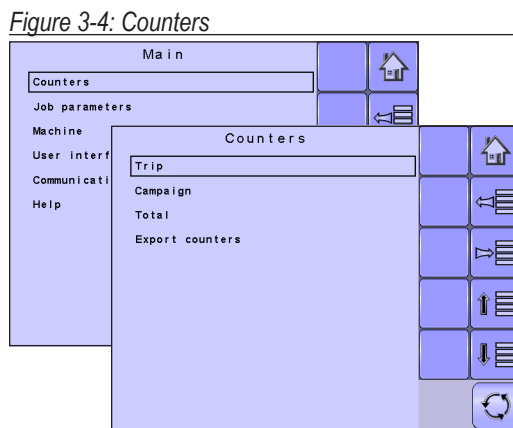 Figure 3-4: Counters
Main
Counters
Job parameters
Machine
User interf
Communicati
Help
Counters
Trip
Campaign
Total
Export counters